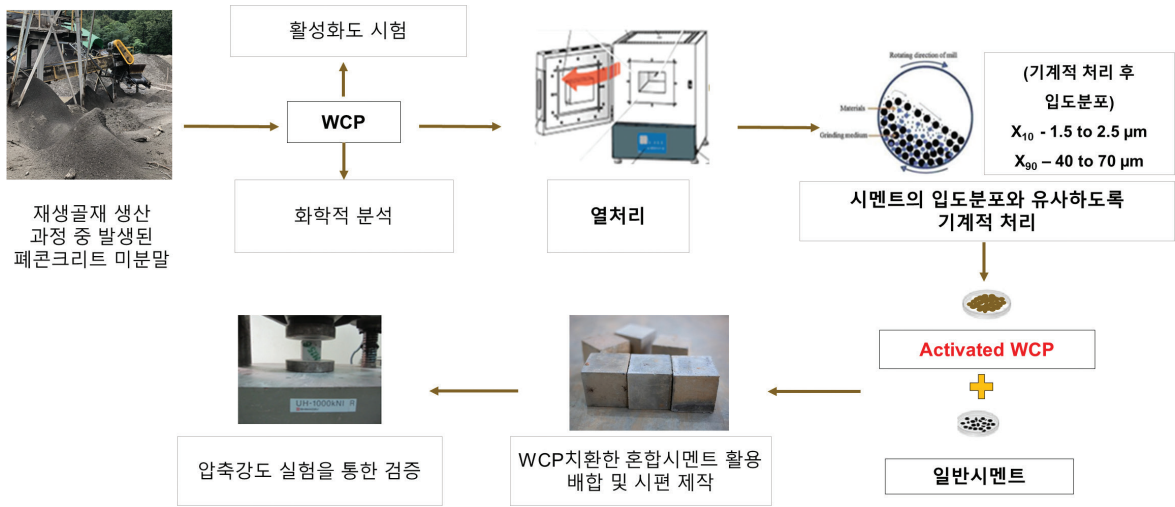 재생골재 생산
과정 중 발생된
폐콘크리트 미분말
활성화도 시험
WCP
화학적 분석
열처리
Rotating direction of mill
Materials
Grinding medium
(기계적 처리 후
입도분포)
X₁₀ - 1.5 to 2.5 µm
X₉₀ – 40 to 70 µm
시멘트의 입도분포와 유사하도록
기계적 처리
Activated WCP
일반시멘트
WCP치환한 혼합시멘트 활용
배합 및 시편 제작
UH-1000kNI
압축강도 실험을 통한 검증